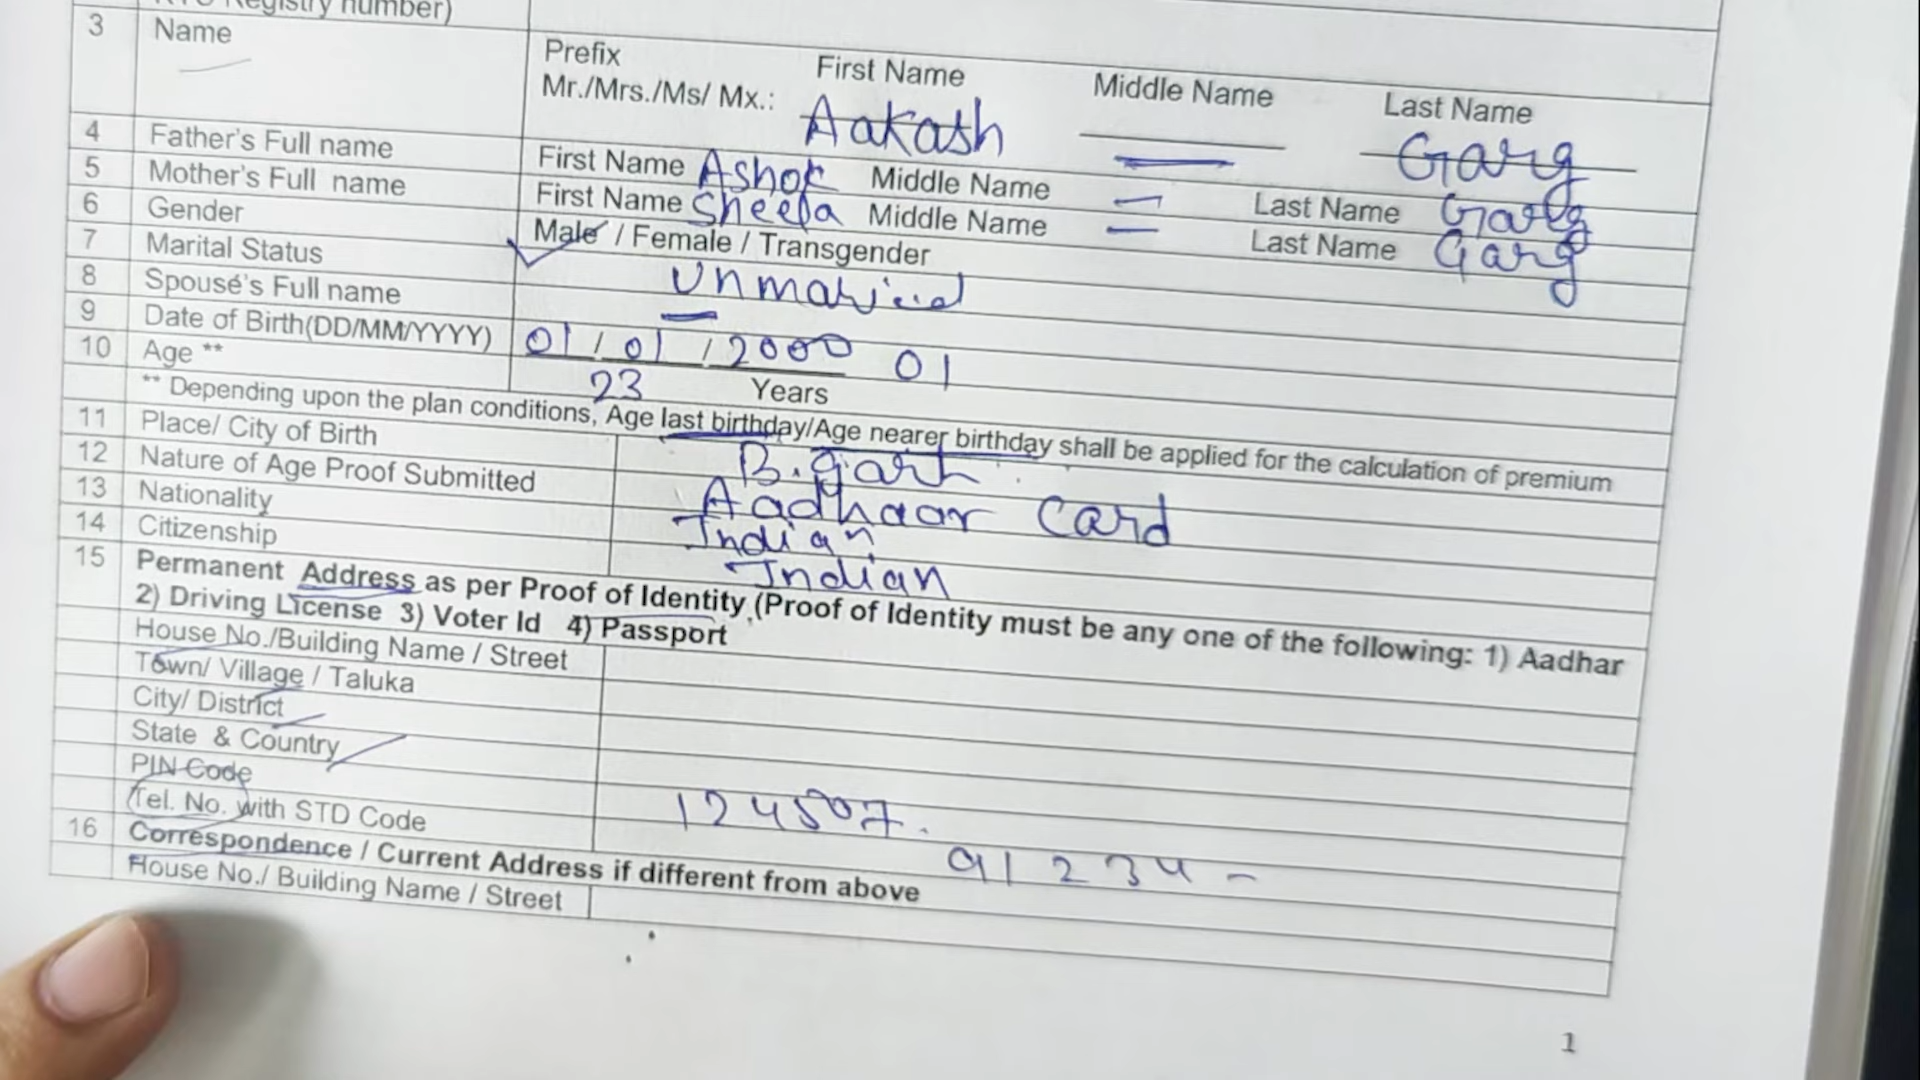 Registry number)
3 Name Prefix First Name Middle Name Last Name
Mr./Mrs./Ms/ Mx.: Aakash Garg
4 Father's Full name First Name Ashok Middle Name — Last Name Garg
5 Mother's Full name First Name Sheela Middle Name — Last Name Garg
6 Gender Male / Female / Transgender
7 Marital Status Unmarried
8 Spouse's Full name —
9 Date of Birth(DD/MM/YYYY) 01 / 01 / 2000 01
10 Age ** 23 Years
** Depending upon the plan conditions, Age last birthday/Age nearer birthday shall be applied for the calculation of premium
11 Place/ City of Birth B.garh
12 Nature of Age Proof Submitted Aadhaar Card
13 Nationality Indian
14 Citizenship Indian
15 Permanent Address as per Proof of Identity (Proof of Identity must be any one of the following: 1) Aadhar
2) Driving License 3) Voter Id 4) Passport
House No./Building Name / Street
Town/ Village / Taluka
City/ District
State & Country
PIN Code 124507.
Tel. No. with STD Code 91234 -
16 Correspondence / Current Address if different from above
House No./ Building Name / Street
1